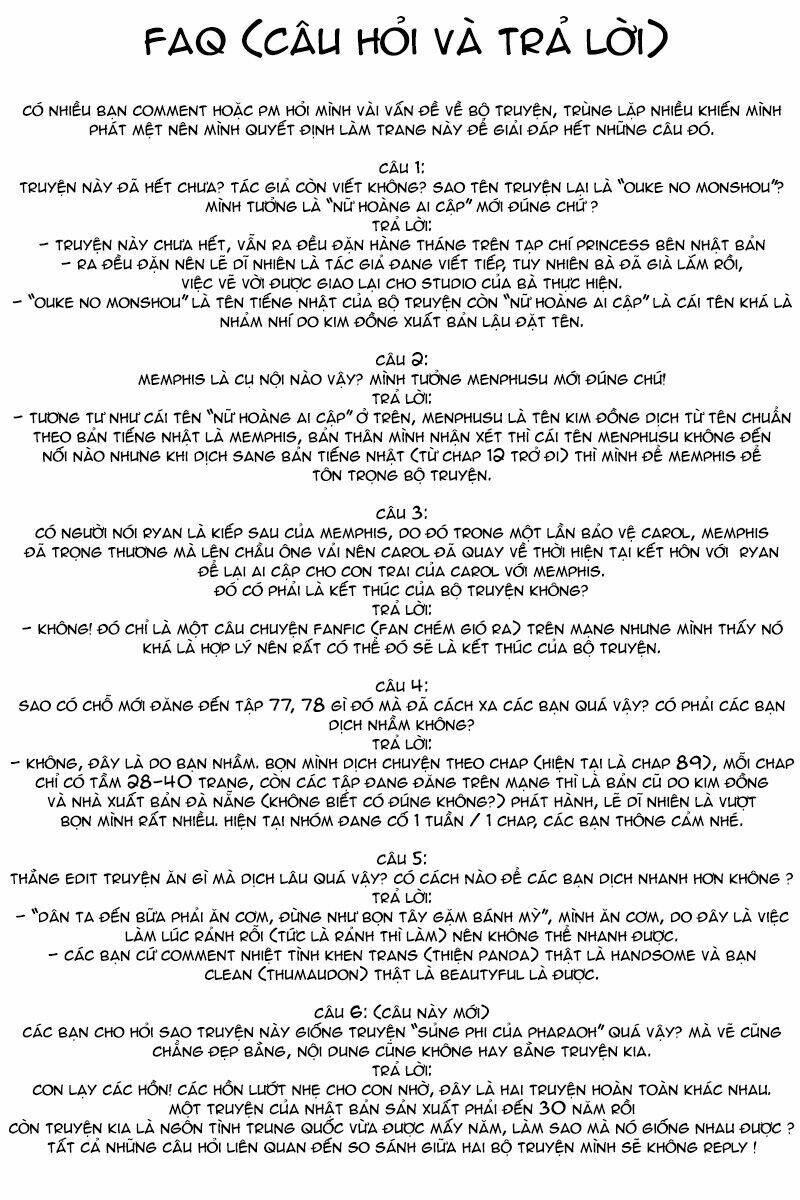 FAQ (CÂU HỎI VÀ TRẢ LỜI)
CÓ NHIỀU BẠN COMMENT HOẶC PM HỎI MÌNH VÀI VẤN ĐỀ VỀ BỘ TRUYỆN, TRÙNG LẶP NHIỀU KHIẾN MÌNH
PHÁT MỆT NÊN MÌNH QUYẾT ĐỊNH LÀM TRANG NÀY ĐỂ GIẢI ĐÁP HẾT NHỮNG CÂU ĐÓ.
CÂU 1:
TRUYỆN NÀY ĐÃ HẾT CHƯA? TÁC GIẢ CÒN VIẾT KHÔNG? SAO TÊN TRUYỆN LẠI LÀ "OUKE NO MONSHOU"?
MÌNH TƯỞNG LÀ "NỮ HOÀNG AI CẬP" MỚI ĐÚNG CHỨ ?
TRẢ LỜI:
- TRUYỆN NÀY CHƯA HẾT, VẪN RA ĐỀU ĐẶN HÀNG THÁNG TRÊN TẠP CHÍ PRINCESS BÊN NHẬT BẢN
- RA ĐỀU ĐẶN NÊN LẼ DĨ NHIÊN LÀ TÁC GIẢ ĐANG VIẾT TIẾP, TUY NHIÊN BÀ ĐÃ GIÀ LẮM RỒI,
VIỆC VẼ VỜI ĐƯỢC GIAO LẠI CHO STUDIO CỦA BÀ THỰC HIỆN.
- "OUKE NO MONSHOU" LÀ TÊN TIẾNG NHẬT CỦA BỘ TRUYỆN CÒN "NỮ HOÀNG AI CẬP" LÀ CÁI TÊN KHÁ LÀ
NHẢM NHÍ DO KIM ĐỒNG XUẤT BẢN LẬU ĐẶT TÊN.
CÂU 2:
MEMPHIS LÀ CỤ NỘI NÀO VẬY? MÌNH TƯỞNG MENPHUSU MỚI ĐÚNG CHỨ!
TRẢ LỜI:
- TƯƠNG TƯ NHƯ CÁI TÊN "NỮ HOÀNG AI CẬP" Ở TRÊN, MENPHUSU LÀ TÊN KIM ĐỒNG DỊCH TỪ TÊN CHUẨN
THEO BẢN TIẾNG NHẬT LÀ MEMPHIS, BẢN THÂN MÌNH NHẬN XÉT THÌ CÁI TÊN MENPHUSU KHÔNG ĐẾN
NỐI NÀO NHƯNG KHI DỊCH SANG BẢN TIẾNG NHẬT (TỪ CHAP 12 TRỞ ĐI) THÌ MÌNH ĐỂ MEMPHIS ĐỂ
TÔN TRỌNG BỘ TRUYỆN.
CÂU 3:
CÓ NGƯỜI NÓI RYAN LÀ KIẾP SAU CỦA MEMPHIS, DO ĐÓ TRONG MỘT LẦN BẢO VỆ CAROL, MEMPHIS
ĐÃ TRỌNG THƯƠNG MÀ LÊN CHẦU ÔNG VẢI NÊN CAROL ĐÃ QUAY VỀ THỜI HIỆN TẠI KẾT HÔN VỚI RYAN
ĐỂ LẠI AI CẬP CHO CON TRAI CỦA CAROL VỚI MEMPHIS.
ĐÓ CÓ PHẢI LÀ KẾT THÚC CỦA BỘ TRUYỆN KHÔNG?
TRẢ LỜI:
- KHÔNG! ĐÓ CHỈ LÀ MỘT CÂU CHUYỆN FANFIC (FAN CHÉM GIÓ RA) TRÊN MẠNG NHƯNG MÌNH THẤY NÓ
KHÁ LÀ HỢP LÝ NÊN RẤT CÓ THỂ ĐÓ SẼ LÀ KẾT THÚC CỦA BỘ TRUYỆN.
CÂU 4:
SAO CÓ CHỖ MỚI ĐĂNG ĐẾN TẬP 77, 78 GÌ ĐÓ MÀ ĐÃ CÁCH XA CÁC BẠN QUÁ VẬY? CÓ PHẢI CÁC BẠN
DỊCH NHẦM KHÔNG?
TRẢ LỜI:
- KHÔNG, ĐÂY LÀ DO BẠN NHẦM. BỌN MÌNH DỊCH CHUYỆN THEO CHAP (HIỆN TẠI LÀ CHAP 89), MỖI CHAP
CHỈ CÓ TẦM 28-40 TRANG, CÒN CÁC TẬP ĐANG ĐĂNG TRÊN MẠNG THÌ LÀ BẢN CŨ DO KIM ĐỒNG
VÀ NHÀ XUẤT BẢN ĐÀ NẴNG (KHÔNG BIẾT CÓ ĐÚNG KHÔNG?) PHÁT HÀNH, LẼ DĨ NHIÊN LÀ VƯỢT
BỌN MÌNH RẤT NHIỀU. HIỆN TẠI NHÓM ĐANG CỐ 1 TUẦN / 1 CHAP, CÁC BẠN THÔNG CẢM NHÉ.
CÂU 5:
THẰNG EDIT TRUYỆN ĂN GÌ MÀ DỊCH LÂU QUÁ VẬY? CÓ CÁCH NÀO ĐỂ CÁC BẠN DỊCH NHANH HƠN KHÔNG ?
TRẢ LỜI:
- "DÂN TA ĐẾN BỮA PHẢI ĂN CƠM, ĐỪNG NHƯ BỌN TÂY GẶM BÁNH MỲ", MÌNH ĂN CƠM, DO ĐÂY LÀ VIỆC
LÀM LÚC RẢNH RỖI (TỨC LÀ RẢNH THÌ LÀM) NÊN KHÔNG THỂ NHANH ĐƯỢC.
- CÁC BẠN CỨ COMMENT NHIỆT TÌNH KHEN TRANS (THIỆN PANDA) THẬT LÀ HANDSOME VÀ BẠN
CLEAN (THUMAUDON) THẬT LÀ BEAUTYFUL LÀ ĐƯỢC.
CÂU 6: (CÂU NÀY MỚI)
CÁC BẠN CHO HỎI SAO TRUYỆN NÀY GIỐNG TRUYỆN "SỦNG PHI CỦA PHARAOH" QUÁ VẬY? MÀ VẼ CŨNG
CHẲNG ĐẸP BẰNG, NỘI DUNG CŨNG KHÔNG HAY BẰNG TRUYỆN KIA.
TRẢ LỜI:
CON LẠY CÁC HỒN! CÁC HỒN LƯỚT NHẸ CHO CON NHỜ, ĐÂY LÀ HAI TRUYỆN HOÀN TOÀN KHÁC NHAU.
MỘT TRUYỆN CỦA NHẬT BẢN SẢN XUẤT PHẢI ĐẾN 30 NĂM RỒI
CÒN TRUYỆN KIA LÀ NGÔN TÌNH TRUNG QUỐC VỪA ĐƯỢC MẤY NĂM, LÀM SAO MÀ NÓ GIỐNG NHAU ĐƯỢC ?
TẤT CẢ NHỮNG CÂU HỎI LIÊN QUAN ĐẾN SO SÁNH GIỮA HAI BỘ TRUYỆN MÌNH SẼ KHÔNG REPLY !